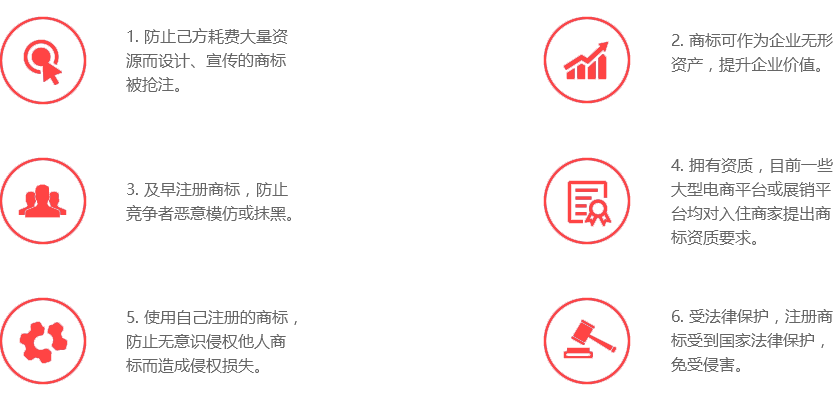 1. 防止己方耗费大量资
源而设计、宣传的商标
被抢注。
2. 商标可作为企业无形
资产，提升企业价值。
3. 及早注册商标，防止
竞争者恶意模仿或抹黑。
4. 拥有资质，目前一些
大型电商平台或展销平
台均对入住商家提出商
标资质要求。
5. 使用自己注册的商标，
防止无意识侵权他人商
标而造成侵权损失。
6. 受法律保护，注册商
标受到国家法律保护，
免受侵害。